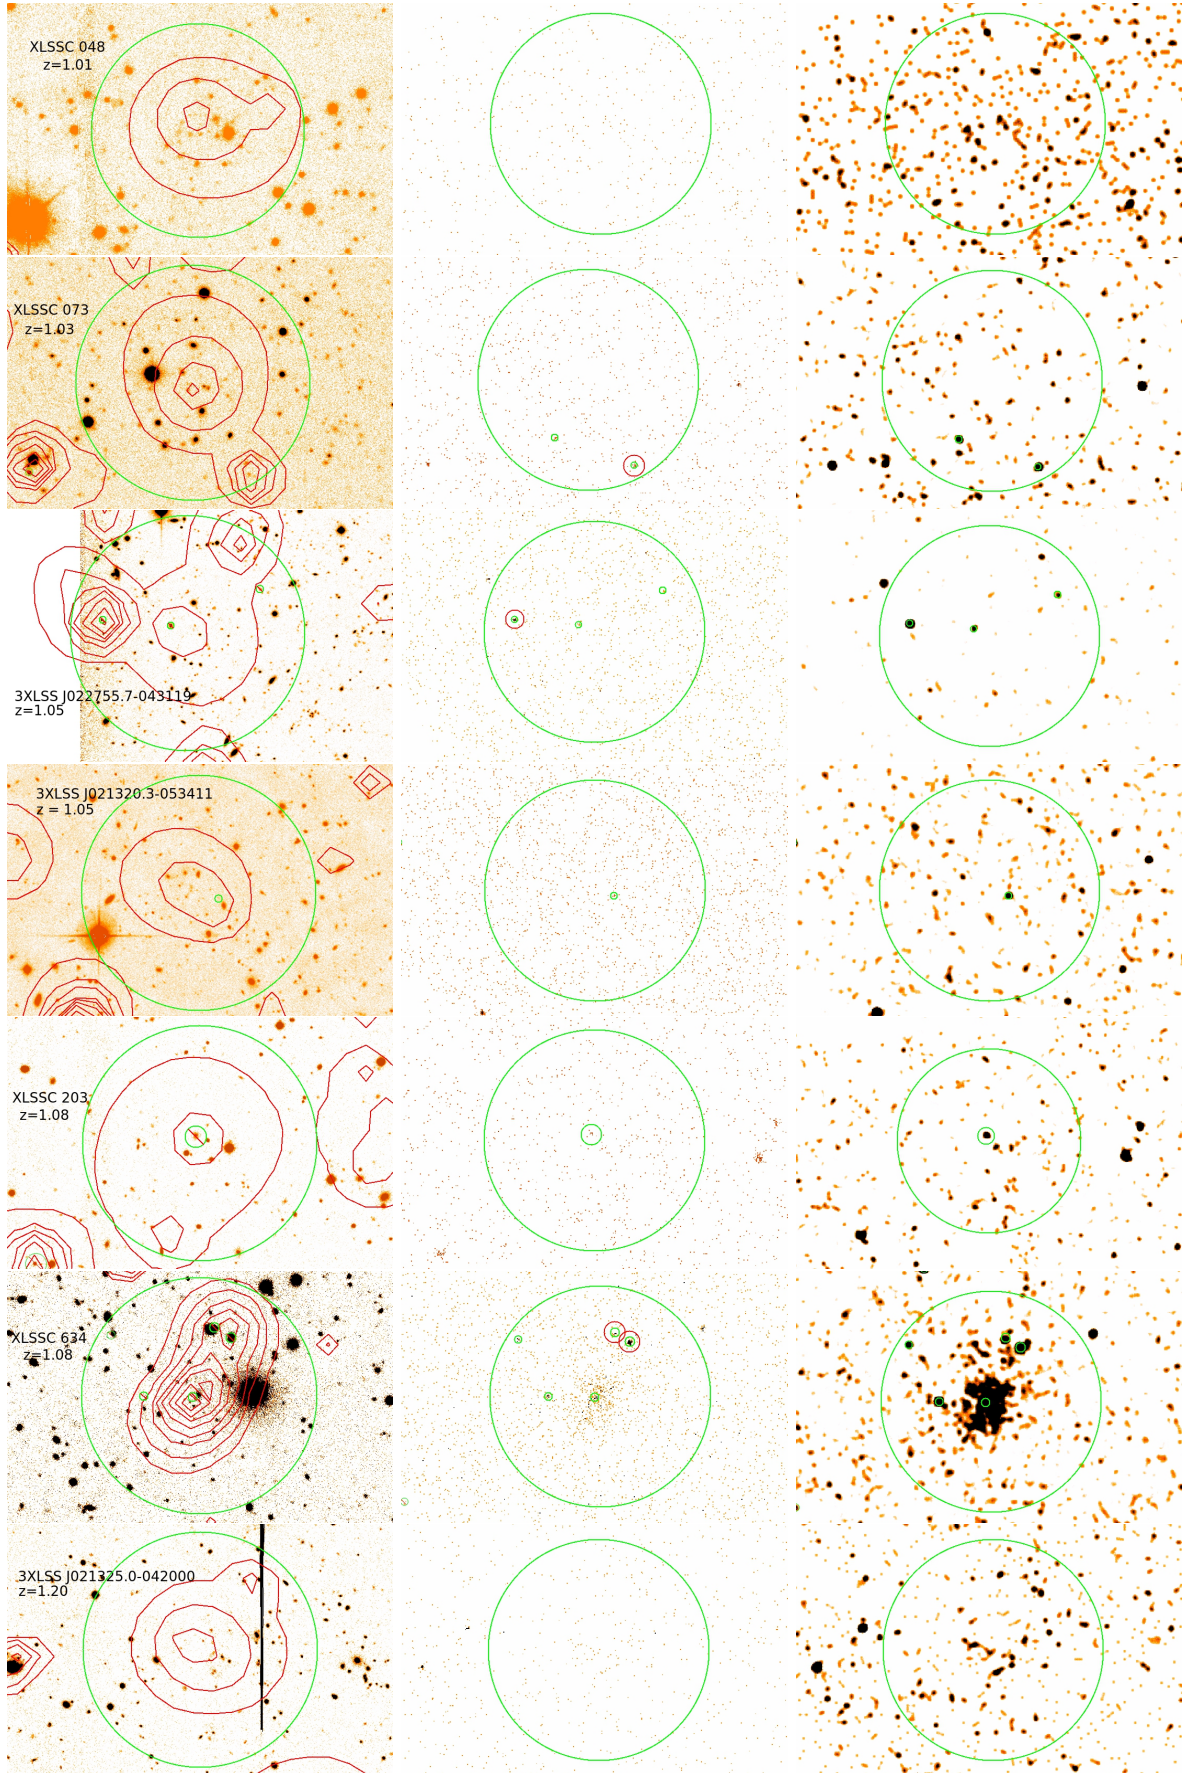 XLSSC 048
z=1.01
XLSSC 073
z=1.03
3XLSS J022755.7-043119
z=1.05
3XLSS J021320.3-053411
z = 1.05
XLSSC 203
z=1.08
XLSSC 634
z=1.08
3XLSS J021325.0-042000
z=1.20